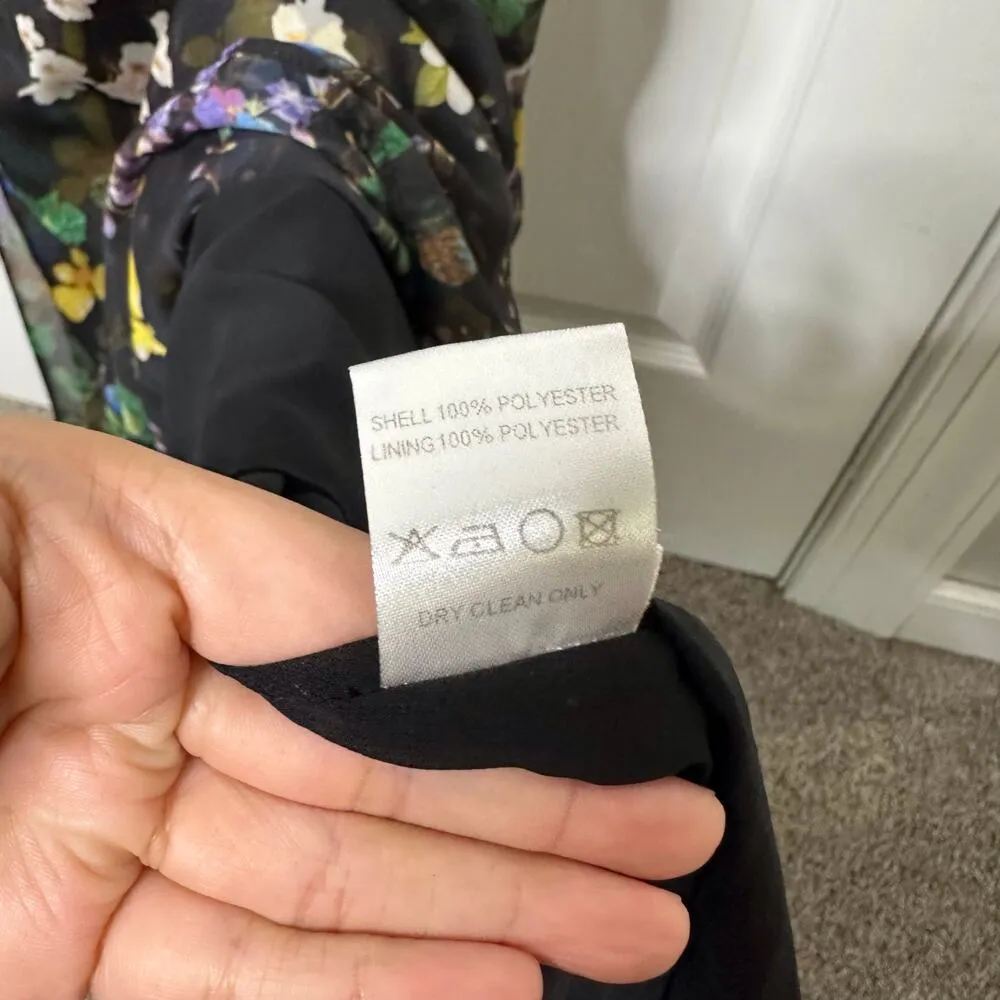 SHELL 100% POLYESTER
LINING 100% POLYESTER
DRY CLEAN ONLY